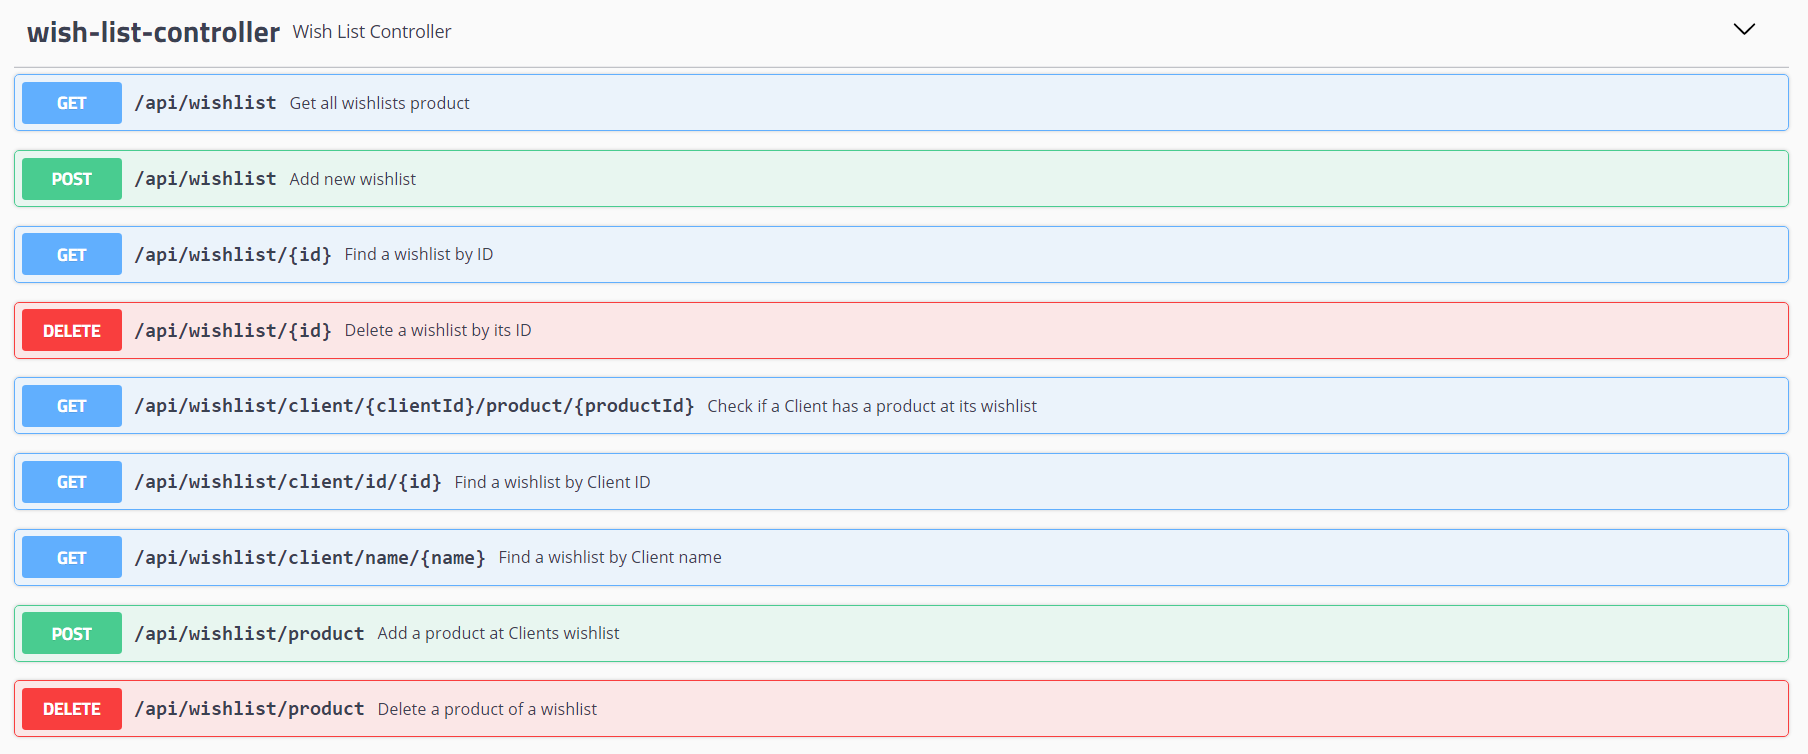 wish-list-controller Wish List Controller
GET /api/wishlist Get all wishlists product
POST /api/wishlist Add new wishlist
GET /api/wishlist/{id} Find a wishlist by ID
DELETE /api/wishlist/{id} Delete a wishlist by its ID
GET /api/wishlist/client/{clientId}/product/{productId} Check if a Client has a product at its wishlist
GET /api/wishlist/client/id/{id} Find a wishlist by Client ID
GET /api/wishlist/client/name/{name} Find a wishlist by Client name
POST /api/wishlist/product Add a product at Clients wishlist
DELETE /api/wishlist/product Delete a product of a wishlist